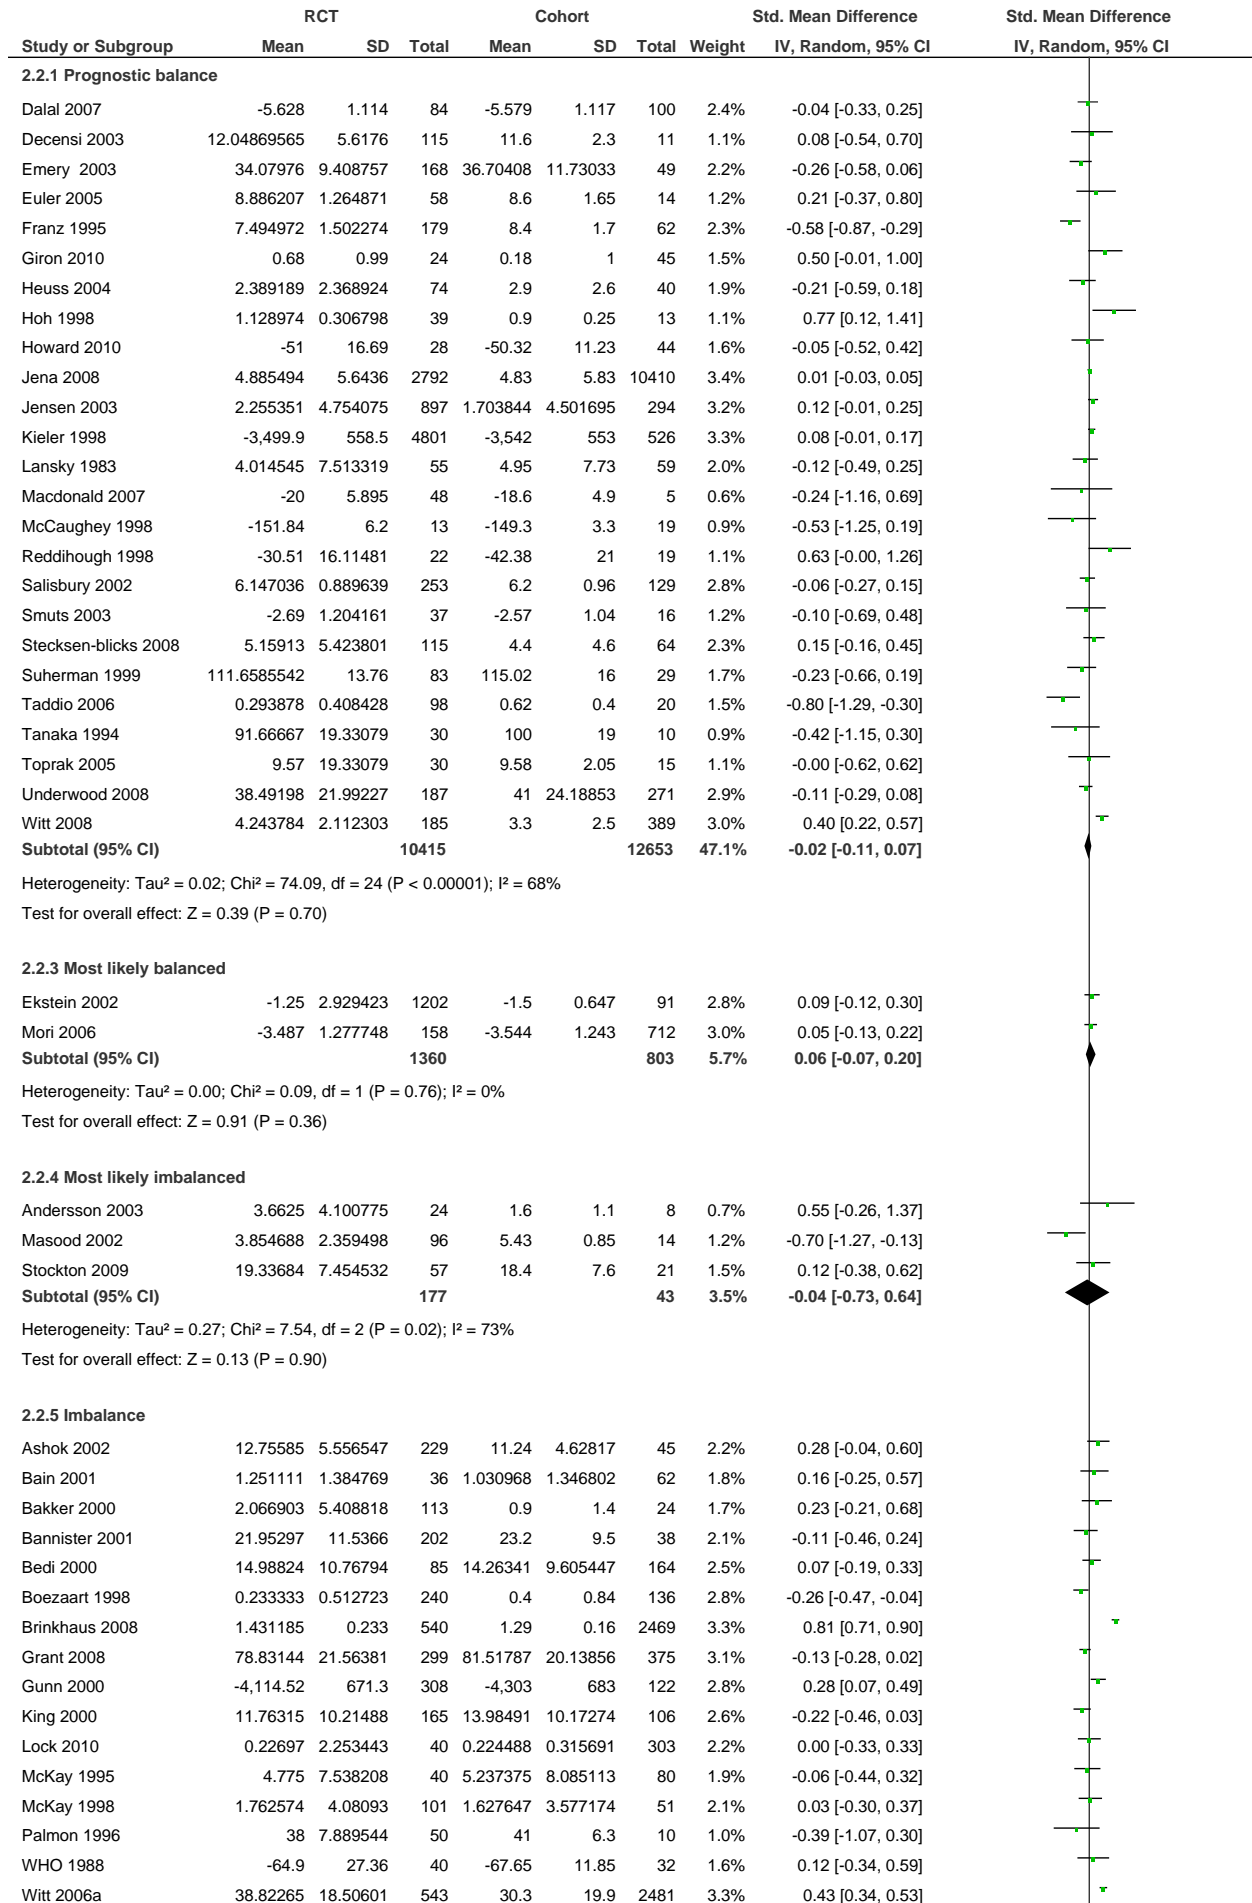 RCT Cohort Std. Mean Difference Std. Mean Difference
Study or Subgroup Mean SD Total Mean SD Total Weight IV, Random, 95% CI IV, Random, 95% CI
2.2.1 Prognostic balance
Dalal 2007 -5.628 1.114 84 -5.579 1.117 100 2.4% -0.04 [-0.33, 0.25]
Decensi 2003 12.04869565 5.6176 115 11.6 2.3 11 1.1% 0.08 [-0.54, 0.70]
Emery 2003 34.07976 9.408757 168 36.70408 11.73033 49 2.2% -0.26 [-0.58, 0.06]
Euler 2005 8.886207 1.264871 58 8.6 1.65 14 1.2% 0.21 [-0.37, 0.80]
Franz 1995 7.494972 1.502274 179 8.4 1.7 62 2.3% -0.58 [-0.87, -0.29]
Giron 2010 0.68 0.99 24 0.18 1 45 1.5% 0.50 [-0.01, 1.00]
Heuss 2004 2.389189 2.368924 74 2.9 2.6 40 1.9% -0.21 [-0.59, 0.18]
Hoh 1998 1.128974 0.306798 39 0.9 0.25 13 1.1% 0.77 [0.12, 1.41]
Howard 2010 -51 16.69 28 -50.32 11.23 44 1.6% -0.05 [-0.52, 0.42]
Jena 2008 4.885494 5.6436 2792 4.83 5.83 10410 3.4% 0.01 [-0.03, 0.05]
Jensen 2003 2.255351 4.754075 897 1.703844 4.501695 294 3.2% 0.12 [-0.01, 0.25]
Kieler 1998 -3,499.9 558.5 4801 -3,542 553 526 3.3% 0.08 [-0.01, 0.17]
Lansky 1983 4.014545 7.513319 55 4.95 7.73 59 2.0% -0.12 [-0.49, 0.25]
Macdonald 2007 -20 5.895 48 -18.6 4.9 5 0.6% -0.24 [-1.16, 0.69]
McCaughey 1998 -151.84 6.2 13 -149.3 3.3 19 0.9% -0.53 [-1.25, 0.19]
Reddihough 1998 -30.51 16.11481 22 -42.38 21 19 1.1% 0.63 [-0.00, 1.26]
Salisbury 2002 6.147036 0.889639 253 6.2 0.96 129 2.8% -0.06 [-0.27, 0.15]
Smuts 2003 -2.69 1.204161 37 -2.57 1.04 16 1.2% -0.10 [-0.69, 0.48]
Stecksen-blicks 2008 5.15913 5.423801 115 4.4 4.6 64 2.3% 0.15 [-0.16, 0.45]
Suherman 1999 111.6585542 13.76 83 115.02 16 29 1.7% -0.23 [-0.66, 0.19]
Taddio 2006 0.293878 0.408428 98 0.62 0.4 20 1.5% -0.80 [-1.29, -0.30]
Tanaka 1994 91.66667 19.33079 30 100 19 10 0.9% -0.42 [-1.15, 0.30]
Toprak 2005 9.57 19.33079 30 9.58 2.05 15 1.1% -0.00 [-0.62, 0.62]
Underwood 2008 38.49198 21.99227 187 41 24.18853 271 2.9% -0.11 [-0.29, 0.08]
Witt 2008 4.243784 2.112303 185 3.3 2.5 389 3.0% 0.40 [0.22, 0.57]
Subtotal (95% CI) 10415 12653 47.1% -0.02 [-0.11, 0.07]
Heterogeneity: Tau² = 0.02; Chi² = 74.09, df = 24 (P < 0.00001); I² = 68%
Test for overall effect: Z = 0.39 (P = 0.70)
2.2.3 Most likely balanced
Ekstein 2002 -1.25 2.929423 1202 -1.5 0.647 91 2.8% 0.09 [-0.12, 0.30]
Mori 2006 -3.487 1.277748 158 -3.544 1.243 712 3.0% 0.05 [-0.13, 0.22]
Subtotal (95% CI) 1360 803 5.7% 0.06 [-0.07, 0.20]
Heterogeneity: Tau² = 0.00; Chi² = 0.09, df = 1 (P = 0.76); I² = 0%
Test for overall effect: Z = 0.91 (P = 0.36)
2.2.4 Most likely imbalanced
Andersson 2003 3.6625 4.100775 24 1.6 1.1 8 0.7% 0.55 [-0.26, 1.37]
Masood 2002 3.854688 2.359498 96 5.43 0.85 14 1.2% -0.70 [-1.27, -0.13]
Stockton 2009 19.33684 7.454532 57 18.4 7.6 21 1.5% 0.12 [-0.38, 0.62]
Subtotal (95% CI) 177 43 3.5% -0.04 [-0.73, 0.64]
Heterogeneity: Tau² = 0.27; Chi² = 7.54, df = 2 (P = 0.02); I² = 73%
Test for overall effect: Z = 0.13 (P = 0.90)
2.2.5 Imbalance
Ashok 2002 12.75585 5.556547 229 11.24 4.62817 45 2.2% 0.28 [-0.04, 0.60]
Bain 2001 1.251111 1.384769 36 1.030968 1.346802 62 1.8% 0.16 [-0.25, 0.57]
Bakker 2000 2.066903 5.408818 113 0.9 1.4 24 1.7% 0.23 [-0.21, 0.68]
Bannister 2001 21.95297 11.5366 202 23.2 9.5 38 2.1% -0.11 [-0.46, 0.24]
Bedi 2000 14.98824 10.76794 85 14.26341 9.605447 164 2.5% 0.07 [-0.19, 0.33]
Boezaart 1998 0.233333 0.512723 240 0.4 0.84 136 2.8% -0.26 [-0.47, -0.04]
Brinkhaus 2008 1.431185 0.233 540 1.29 0.16 2469 3.3% 0.81 [0.71, 0.90]
Grant 2008 78.83144 21.56381 299 81.51787 20.13856 375 3.1% -0.13 [-0.28, 0.02]
Gunn 2000 -4,114.52 671.3 308 -4,303 683 122 2.8% 0.28 [0.07, 0.49]
King 2000 11.76315 10.21488 165 13.98491 10.17274 106 2.6% -0.22 [-0.46, 0.03]
Lock 2010 0.22697 2.253443 40 0.224488 0.315691 303 2.2% 0.00 [-0.33, 0.33]
McKay 1995 4.775 7.538208 40 5.237375 8.085113 80 1.9% -0.06 [-0.44, 0.32]
McKay 1998 1.762574 4.08093 101 1.627647 3.577174 51 2.1% 0.03 [-0.30, 0.37]
Palmon 1996 38 7.889544 50 41 6.3 10 1.0% -0.39 [-1.07, 0.30]
WHO 1988 -64.9 27.36 40 -67.65 11.85 32 1.6% 0.12 [-0.34, 0.59]
Witt 2006a 38.82265 18.50601 543 30.3 19.9 2481 3.3% 0.43 [0.34, 0.53]